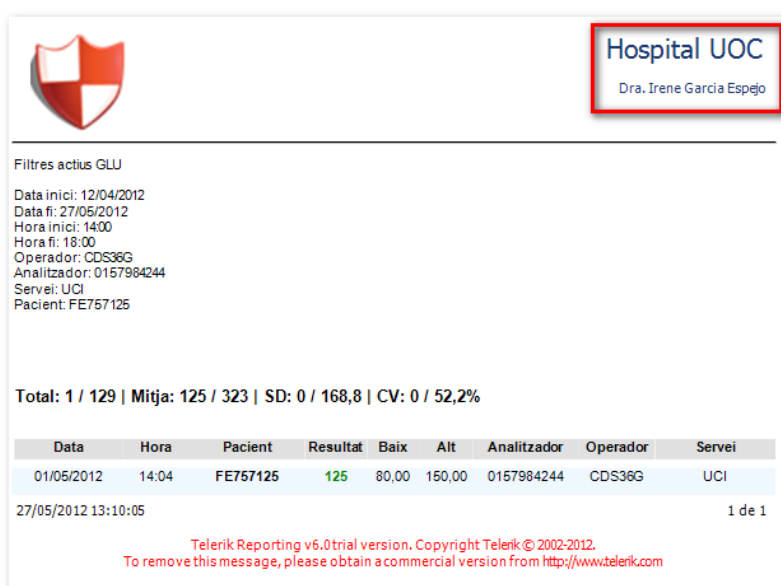 Hospital UOC
Dra. Irene Garcia Espejo
Filtres actius GLU
Data inici: 12/04/2012
Data fi: 27/05/2012
Hora inici: 14:00
Hora fi: 18:00
Operador: CDS36G
Analitzador: 0157984244
Servei: UCI
Pacient: FE757125
Total: 1 / 129 | Mitja: 125 / 323 | SD: 0 / 168,8 | CV: 0 / 52,2%
Data Hora Pacient Resultat Baix Alt Analitzador Operador Servei
01/05/2012 14:04 FE757125 125 80,00 150,00 0157984244 CDS36G UCI
27/05/2012 13:10:05 1 de 1
Telerik Reporting v6.0 trial version. Copyright Telerik © 2002-2012.
To remove this message, please obtain a commercial version from http://www.telerik.com